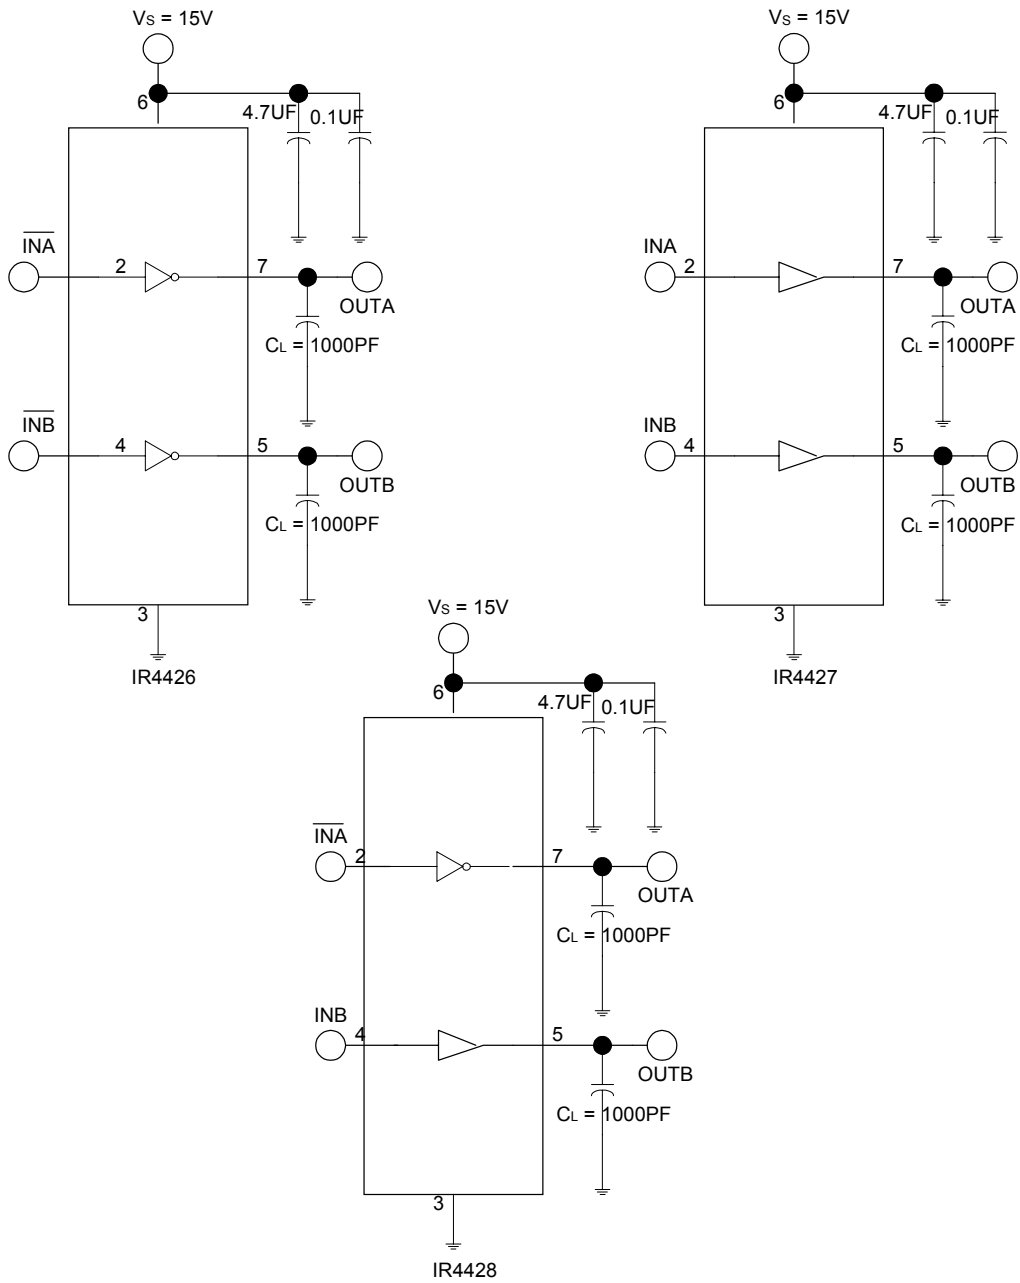 Vs = 15V
6
4.7UF
0.1UF
INA
2
7
OUTA
CL = 1000PF
INB
4
5
OUTB
CL = 1000PF
3
IR4426
Vs = 15V
6
4.7UF
0.1UF
INA
2
7
OUTA
CL = 1000PF
INB
4
5
OUTB
CL = 1000PF
3
IR4427
Vs = 15V
6
4.7UF
0.1UF
INA
2
7
OUTA
CL = 1000PF
INB
4
5
OUTB
CL = 1000PF
3
IR4428